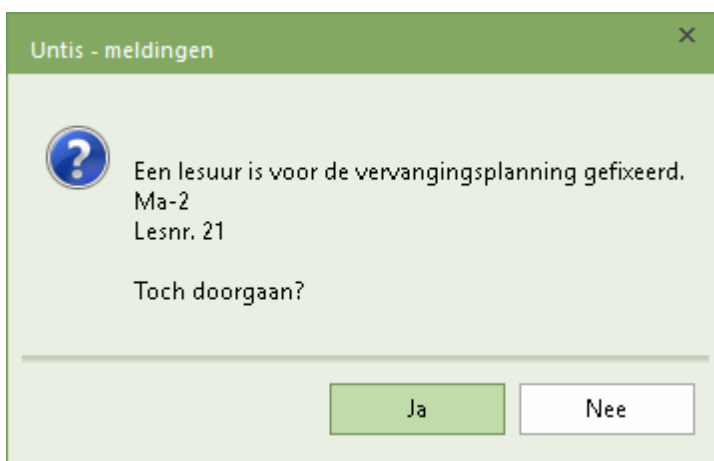 Untis - meldingen
Een lesuur is voor de vervangingsplanning gefixeerd.
Ma-2
Lesnr. 21
Toch doorgaan?
Ja
Nee